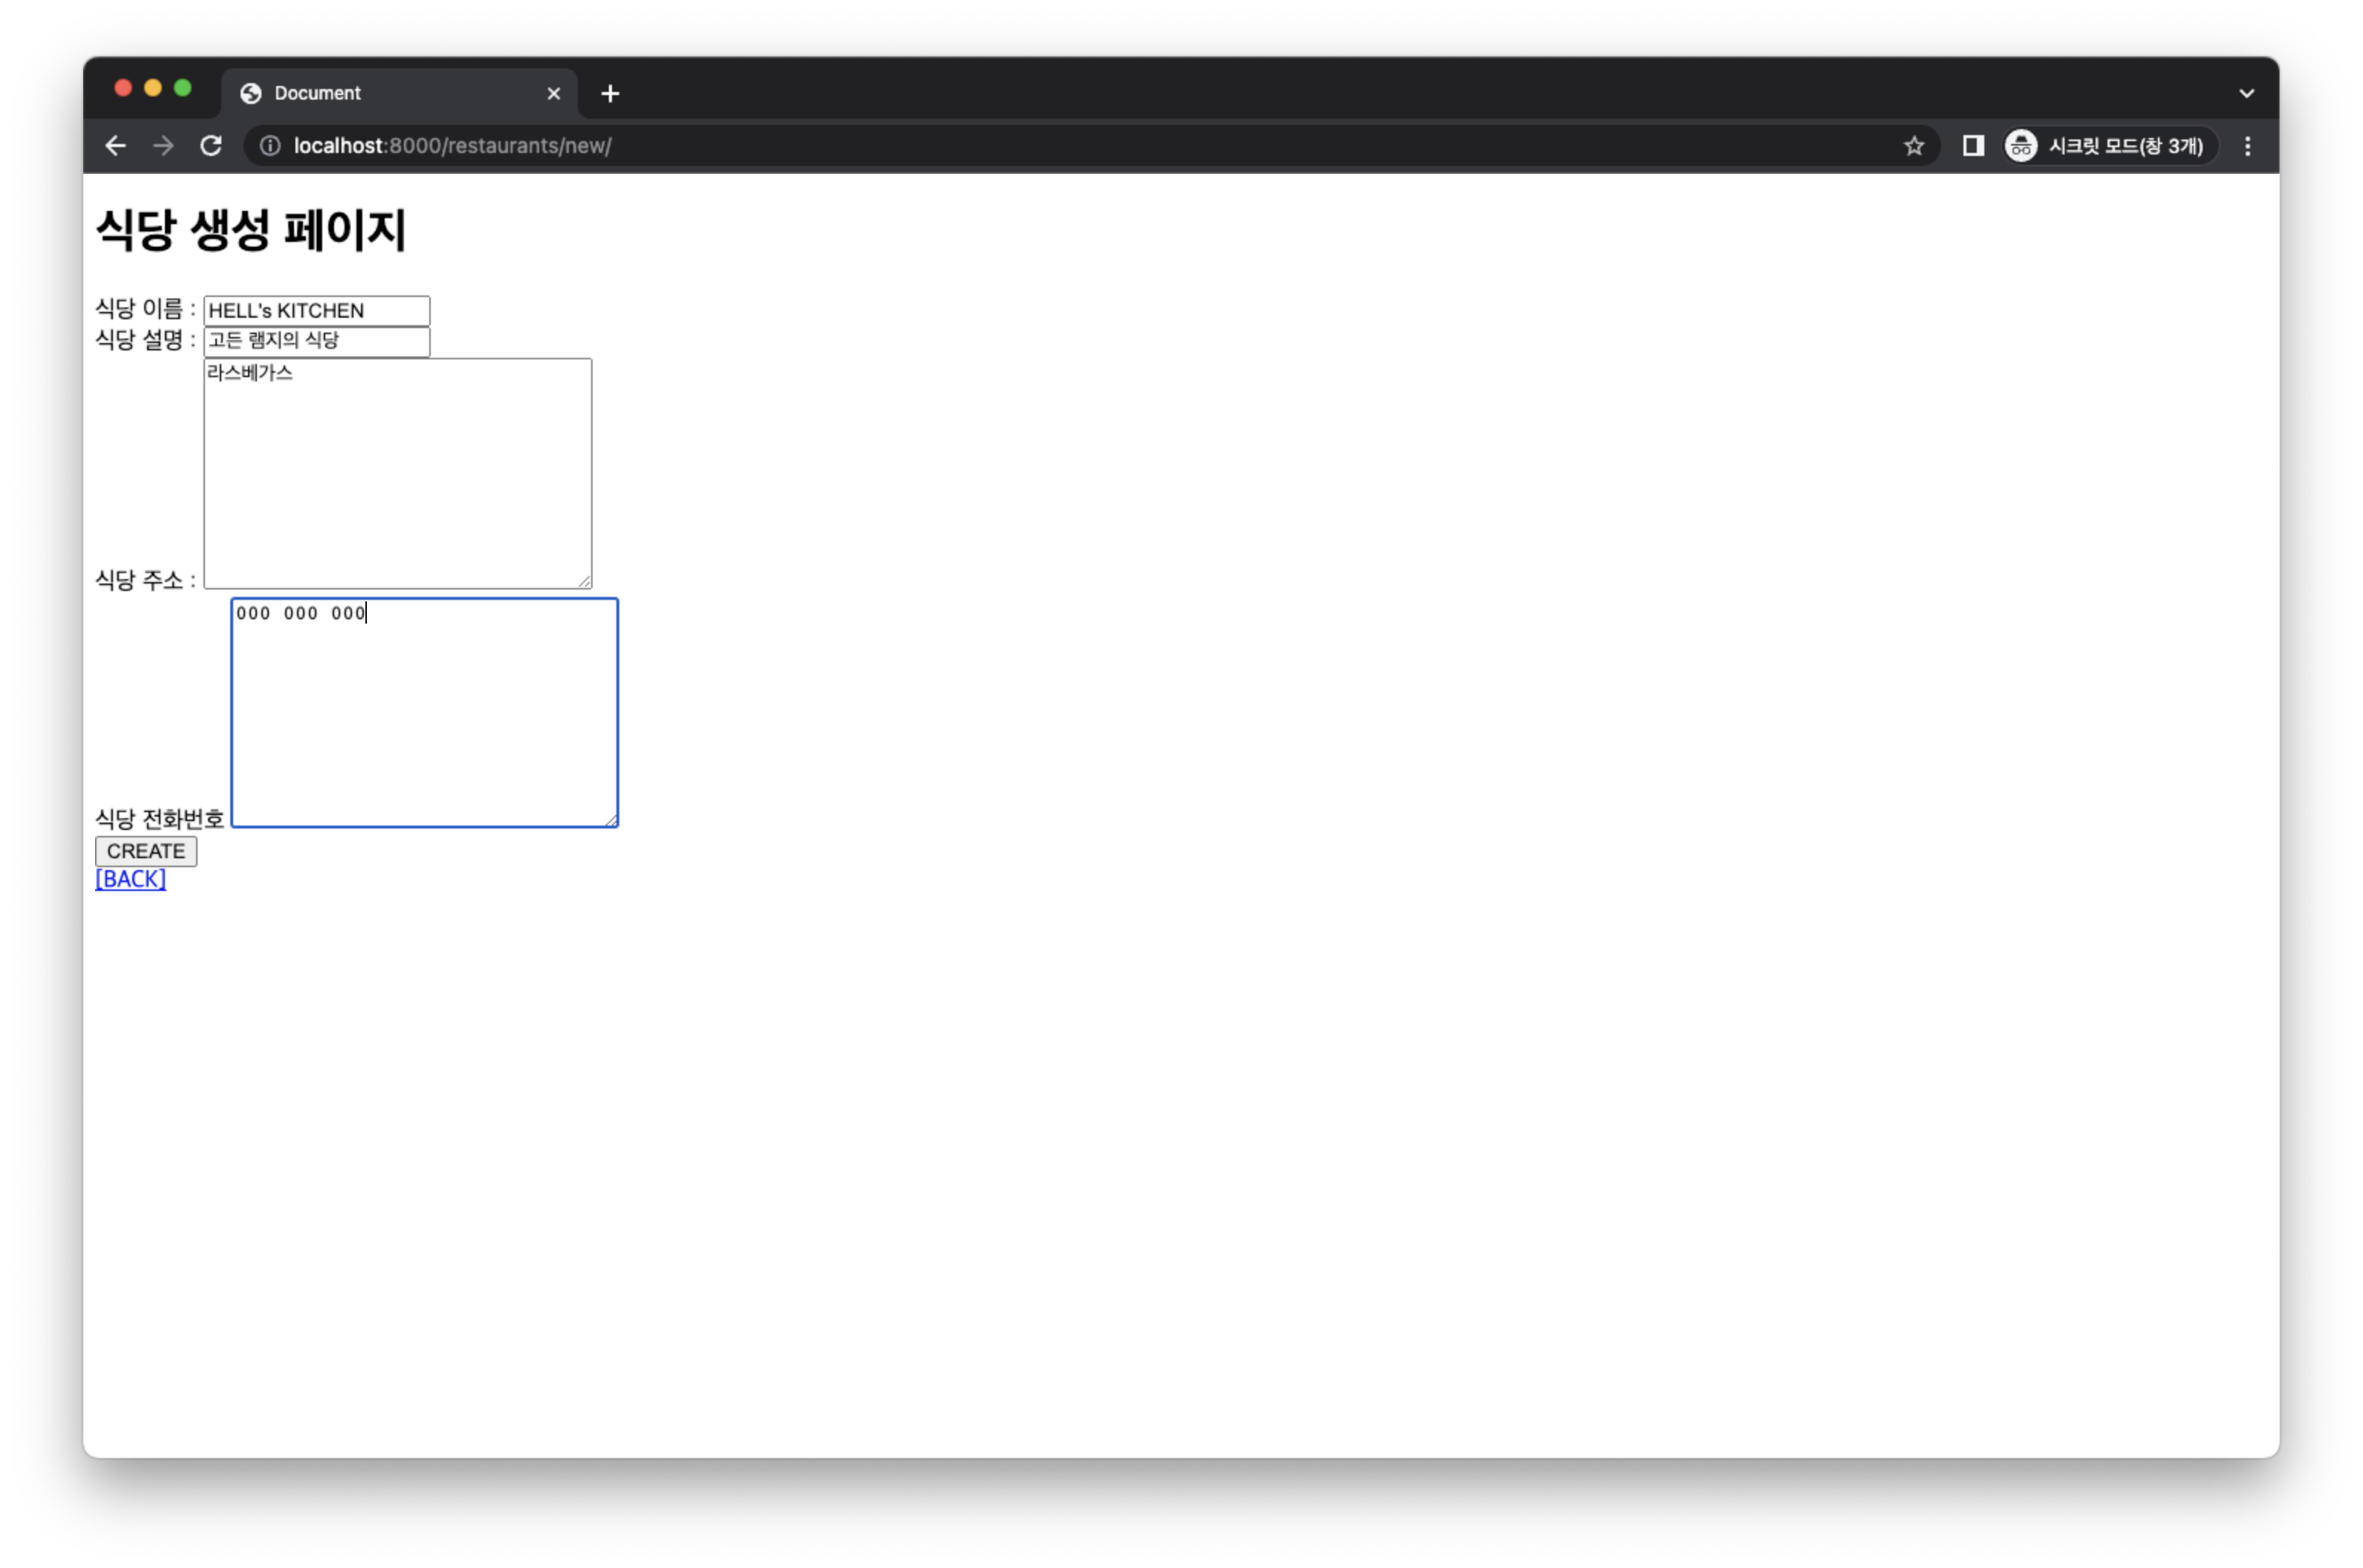 Document
localhost:8000/restaurants/new/
시크릿 모드(창 3개)
식당 생성 페이지
식당 이름 : HELL's KITCHEN
식당 설명 : 고든 램지의 식당
라스베가스
식당 주소 :
000 000 000
식당 전화번호
CREATE
[BACK]